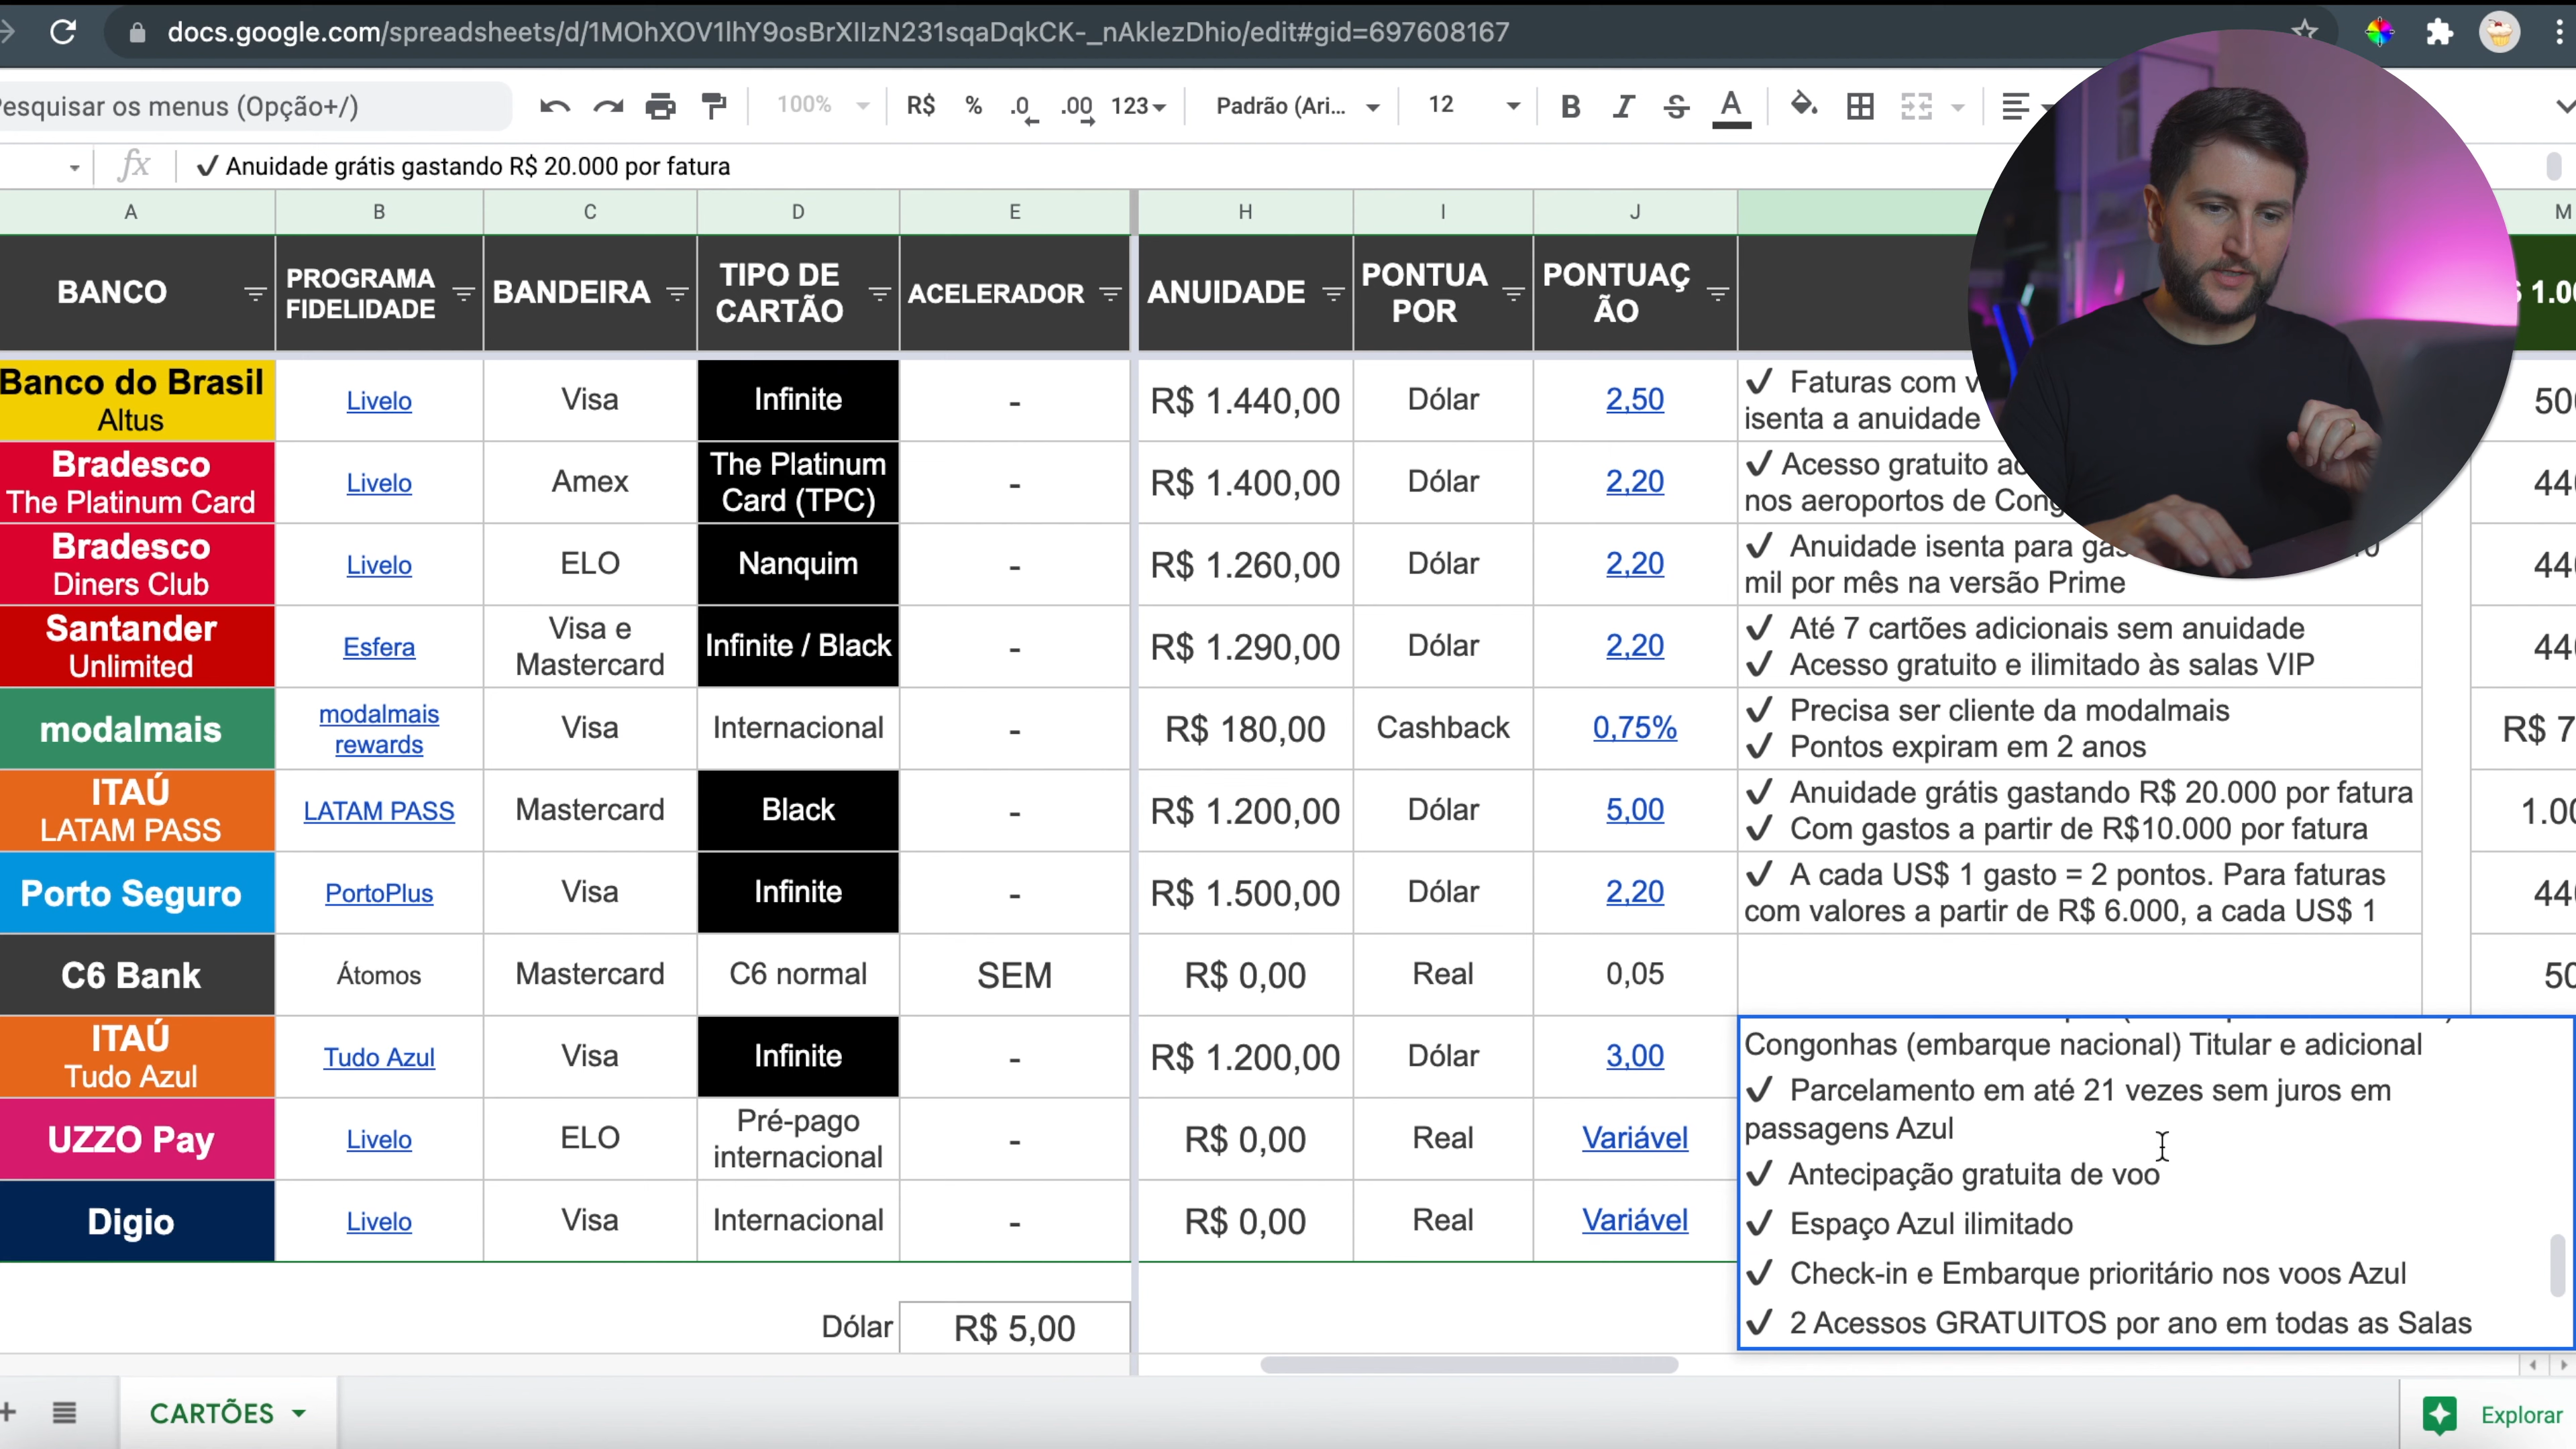 docs.google.com/spreadsheets/d/1MOhXOV1lhY9osBrXIIzN231sqaDqkCK-_nAklezDhio/edit#gid=697608167
esquisar os menus (Opção+/) 100% R$ % .0 .00 123 Padrão (Ari... 12 B I S A
fx ✓ Anuidade grátis gastando R$ 20.000 por fatura
A B C D E H I J M
BANCO PROGRAMA FIDELIDADE BANDEIRA TIPO DE CARTÃO ACELERADOR ANUIDADE PONTUA POR PONTUAÇ ÃO 1.00
Banco do Brasil Altus Livelo Visa Infinite - R$ 1.440,00 Dólar 2,50 ✓ Faturas com v
isenta a anuidade
Bradesco The Platinum Card Livelo Amex The Platinum Card (TPC) - R$ 1.400,00 Dólar 2,20 ✓ Acesso gratuito ao
nos aeroportos de Cong
Bradesco Diners Club Livelo ELO Nanquim - R$ 1.260,00 Dólar 2,20 ✓ Anuidade isenta para gas
mil por mês na versão Prime
Santander Unlimited Esfera Visa e Mastercard Infinite / Black - R$ 1.290,00 Dólar 2,20 ✓ Até 7 cartões adicionais sem anuidade
✓ Acesso gratuito e ilimitado às salas VIP
modalmais modalmais rewards Visa Internacional - R$ 180,00 Cashback 0,75% ✓ Precisa ser cliente da modalmais R$ 7
✓ Pontos expiram em 2 anos
ITAÚ LATAM PASS LATAM PASS Mastercard Black - R$ 1.200,00 Dólar 5,00 ✓ Anuidade grátis gastando R$ 20.000 por fatura 1.00
✓ Com gastos a partir de R$10.000 por fatura
Porto Seguro PortoPlus Visa Infinite - R$ 1.500,00 Dólar 2,20 ✓ A cada US$ 1 gasto = 2 pontos. Para faturas
com valores a partir de R$ 6.000, a cada US$ 1
C6 Bank Átomos Mastercard C6 normal SEM R$ 0,00 Real 0,05 50
ITAÚ Tudo Azul Tudo Azul Visa Infinite - R$ 1.200,00 Dólar 3,00 Congonhas (embarque nacional) Titular e adicional
✓ Parcelamento em até 21 vezes sem juros em
UZZO Pay Livelo ELO Pré-pago internacional - R$ 0,00 Real Variável passagens Azul
✓ Antecipação gratuita de voo
Digio Livelo Visa Internacional - R$ 0,00 Real Variável ✓ Espaço Azul ilimitado
✓ Check-in e Embarque prioritário nos voos Azul
Dólar R$ 5,00 ✓ 2 Acessos GRATUITOS por ano em todas as Salas
CARTÕES Explorar